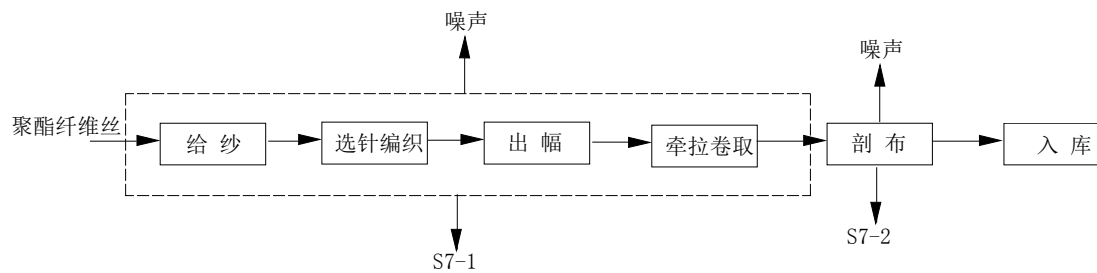 噪声
噪声
聚酯纤维丝
给 纱
选针编织
出 幅
牵拉卷取
剖 布
入 库
S7-1
S7-2